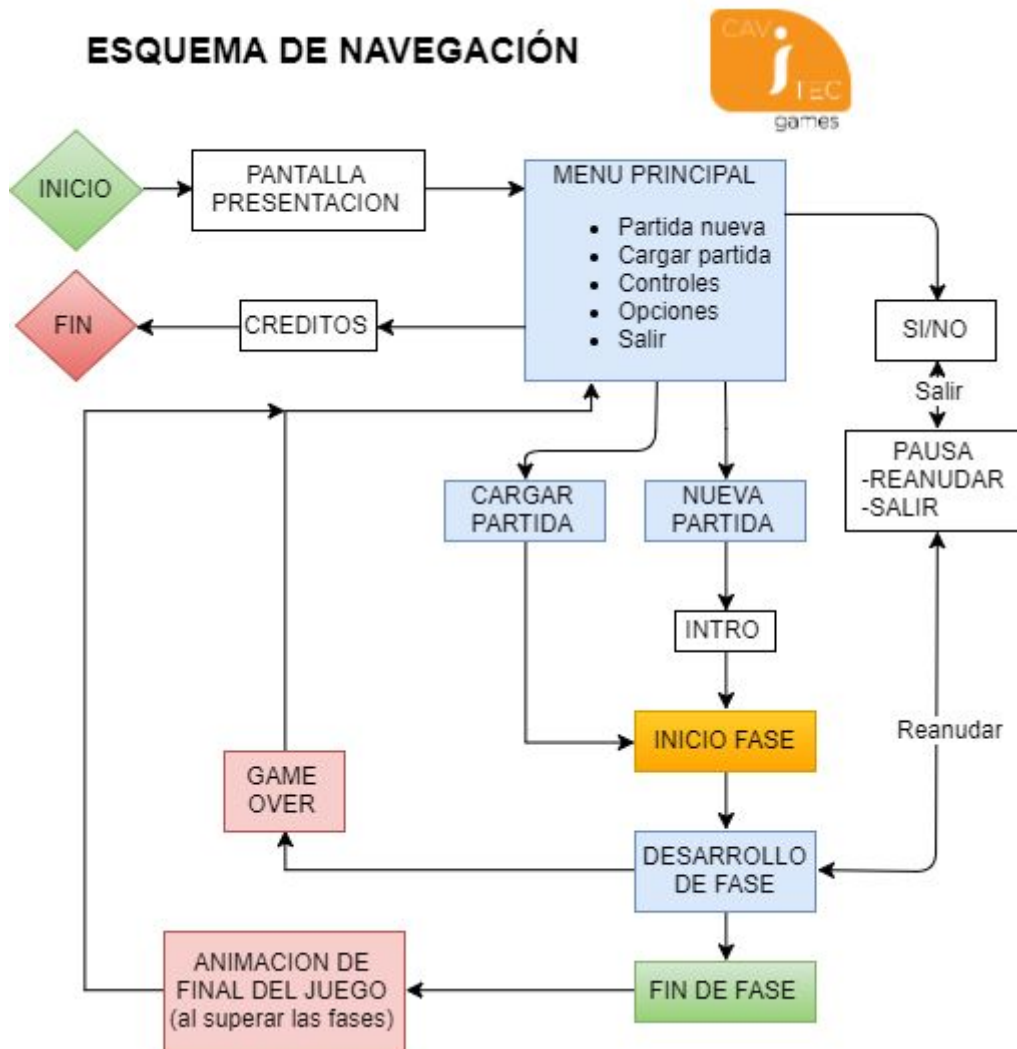 ESQUEMA DE NAVEGACIÓN
CAV
i
TEC
games
INICIO
PANTALLA
PRESENTACION
MENU PRINCIPAL
• Partida nueva
• Cargar partida
• Controles
• Opciones
• Salir
FIN
CREDITOS
SI/NO
Salir
PAUSA
-REANUDAR
-SALIR
CARGAR
PARTIDA
NUEVA
PARTIDA
INTRO
INICIO FASE
Reanudar
GAME
OVER
DESARROLLO
DE FASE
ANIMACION DE
FINAL DEL JUEGO
(al superar las fases)
FIN DE FASE